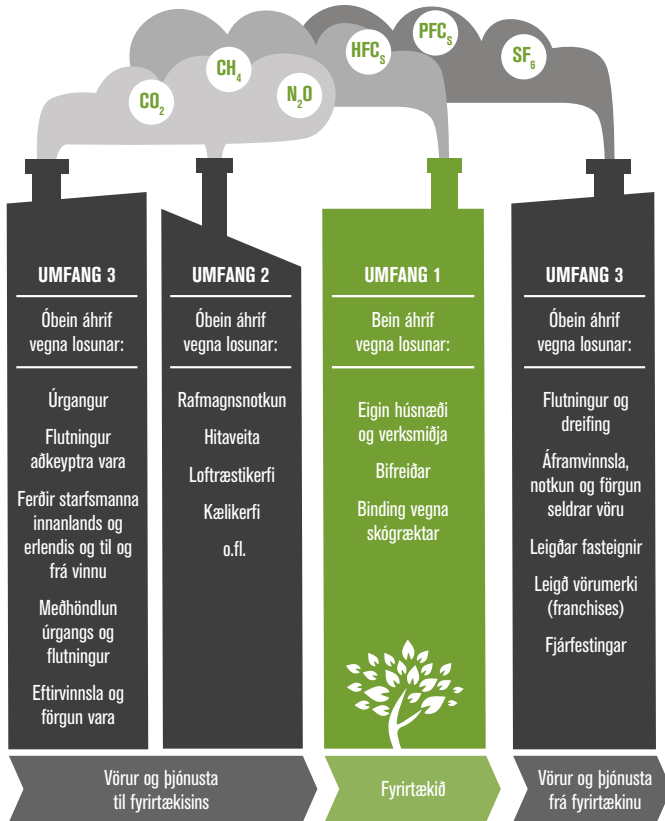 CO₂
CH₄
N₂O
HFCₛ
PFCₛ
SF₆
UMFANG 3
Óbein áhrif
vegna losunar:
Úrgangur
Flutningur
aðkeyptra vara
Ferðir starfsmanna
innanlands og
erlendis og til og
frá vinnu
Meðhöndlun
úrgangs og
flutningur
Eftirvinnsla og
förgun vara
UMFANG 2
Óbein áhrif
vegna losunar:
Rafmagnsnotkun
Hitaveita
Loftræstikerfi
Kælikerfi
o.fl.
UMFANG 1
Bein áhrif
vegna losunar:
Eigin húsnæði
og verksmiðja
Bifreiðar
Binding vegna
skógræktar
UMFANG 3
Óbein áhrif
vegna losunar:
Flutningur og
dreifing
Áframvinnsla,
notkun og förgun
seldrar vöru
Leigðar fasteignir
Leigð vörumerki
(franchises)
Fjárfestingar
Vörur og þjónusta
til fyrirtækisins
Fyrirtækið
Vörur og þjónusta
frá fyrirtækinu